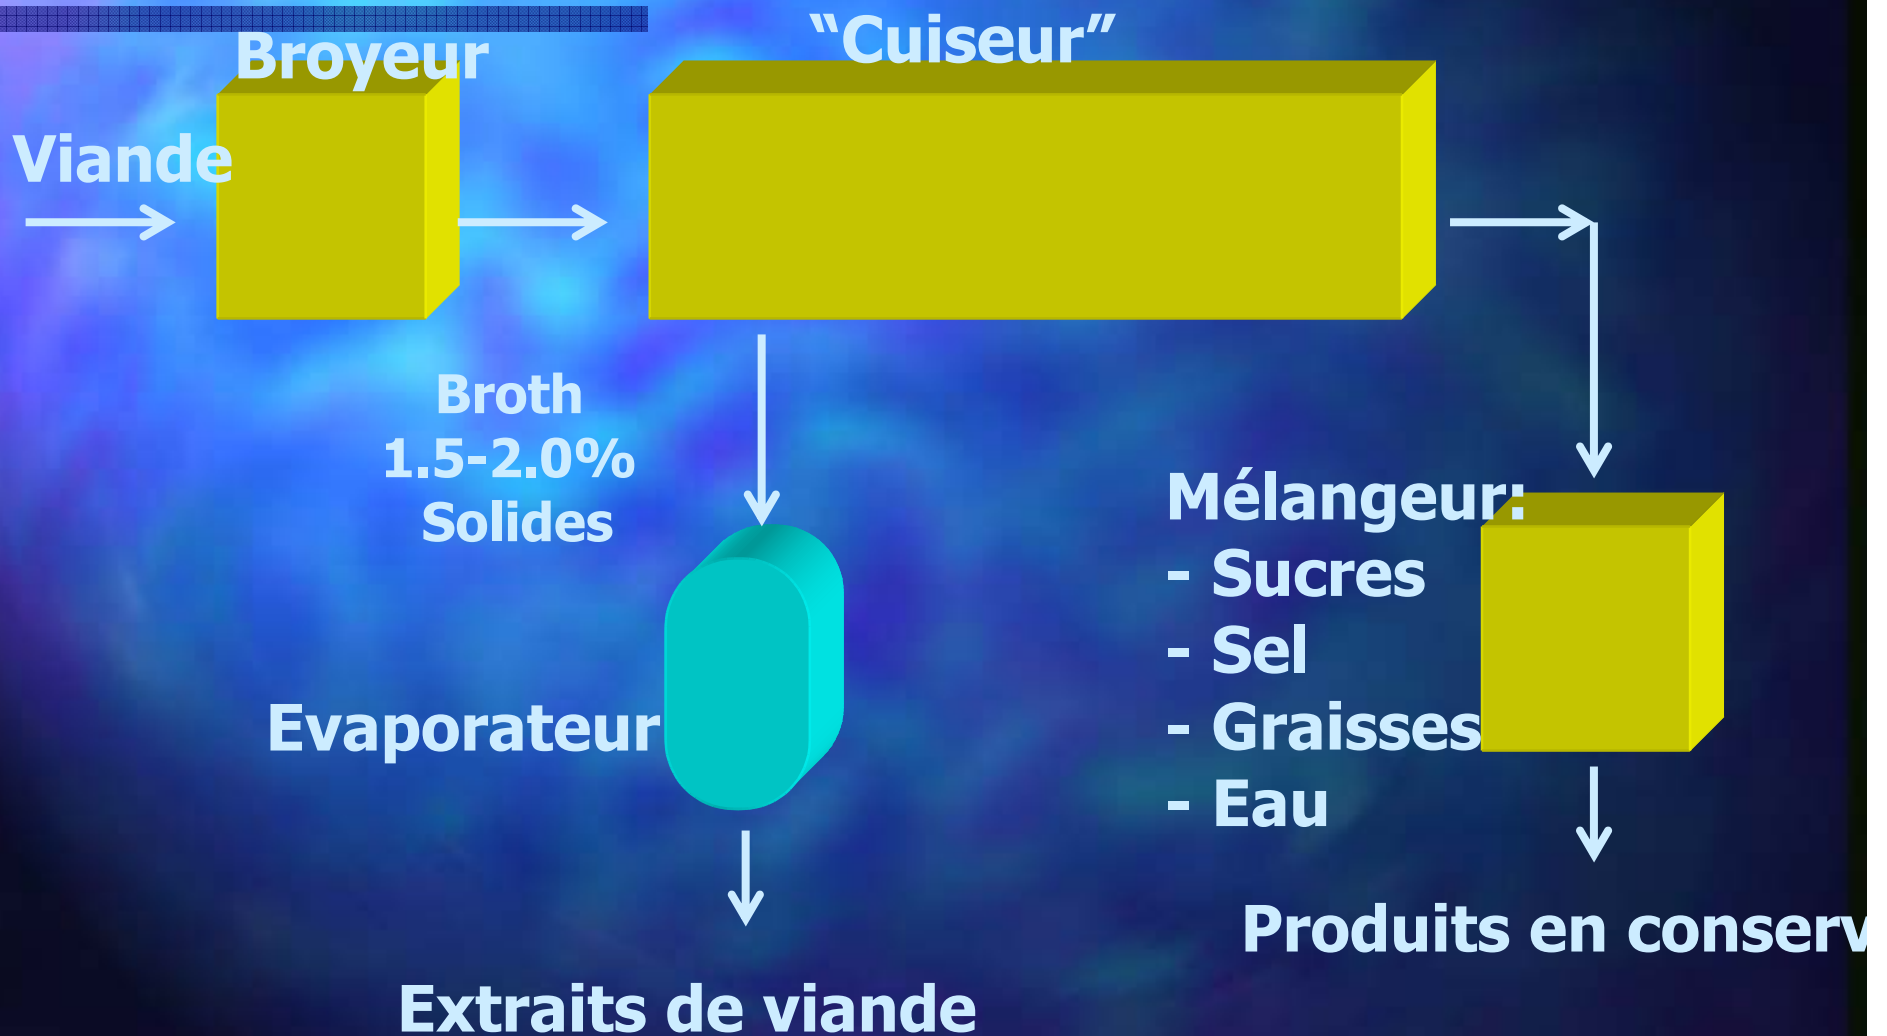 Broyeur
“Cuiseur”
Viande
Broth
1.5-2.0%
Solides
Evaporateur
Mélangeur:
- Sucres
- Sel
- Graisses
- Eau
Produits en conserv
Extraits de viande